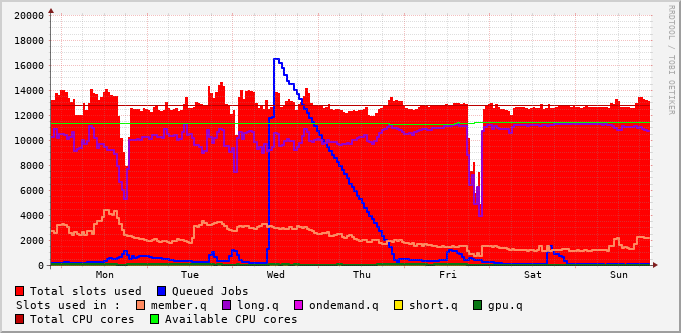 RRDTOOL / TOBI OETIKER
20000
18000
16000
14000
12000
10000
8000
6000
4000
2000
0
Mon Tue Wed Thu Fri Sat Sun
Total slots used Queued Jobs
Slots used in : member.q long.q ondemand.q short.q gpu.q
Total CPU cores Available CPU cores